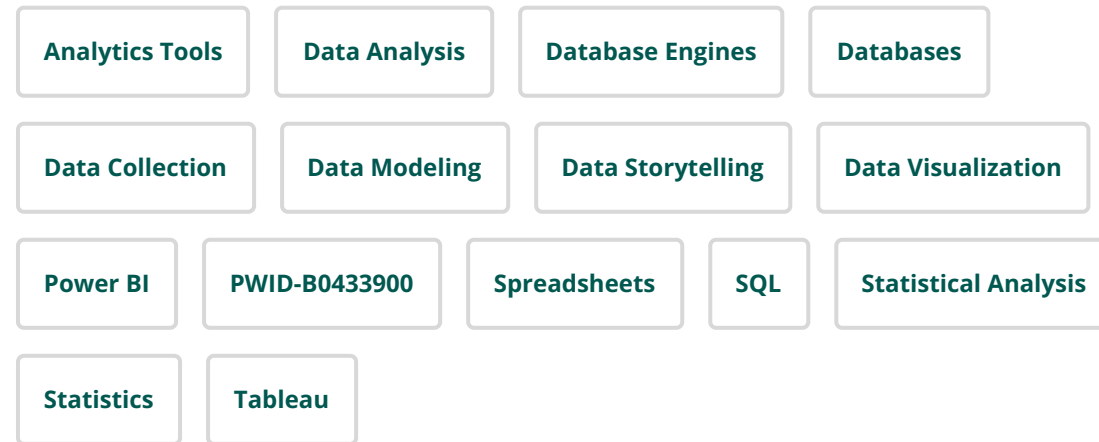 Analytics Tools Data Analysis Database Engines Databases
Data Collection Data Modeling Data Storytelling Data Visualization
Power BI PWID-B0433900 Spreadsheets SQL Statistical Analysis
Statistics Tableau